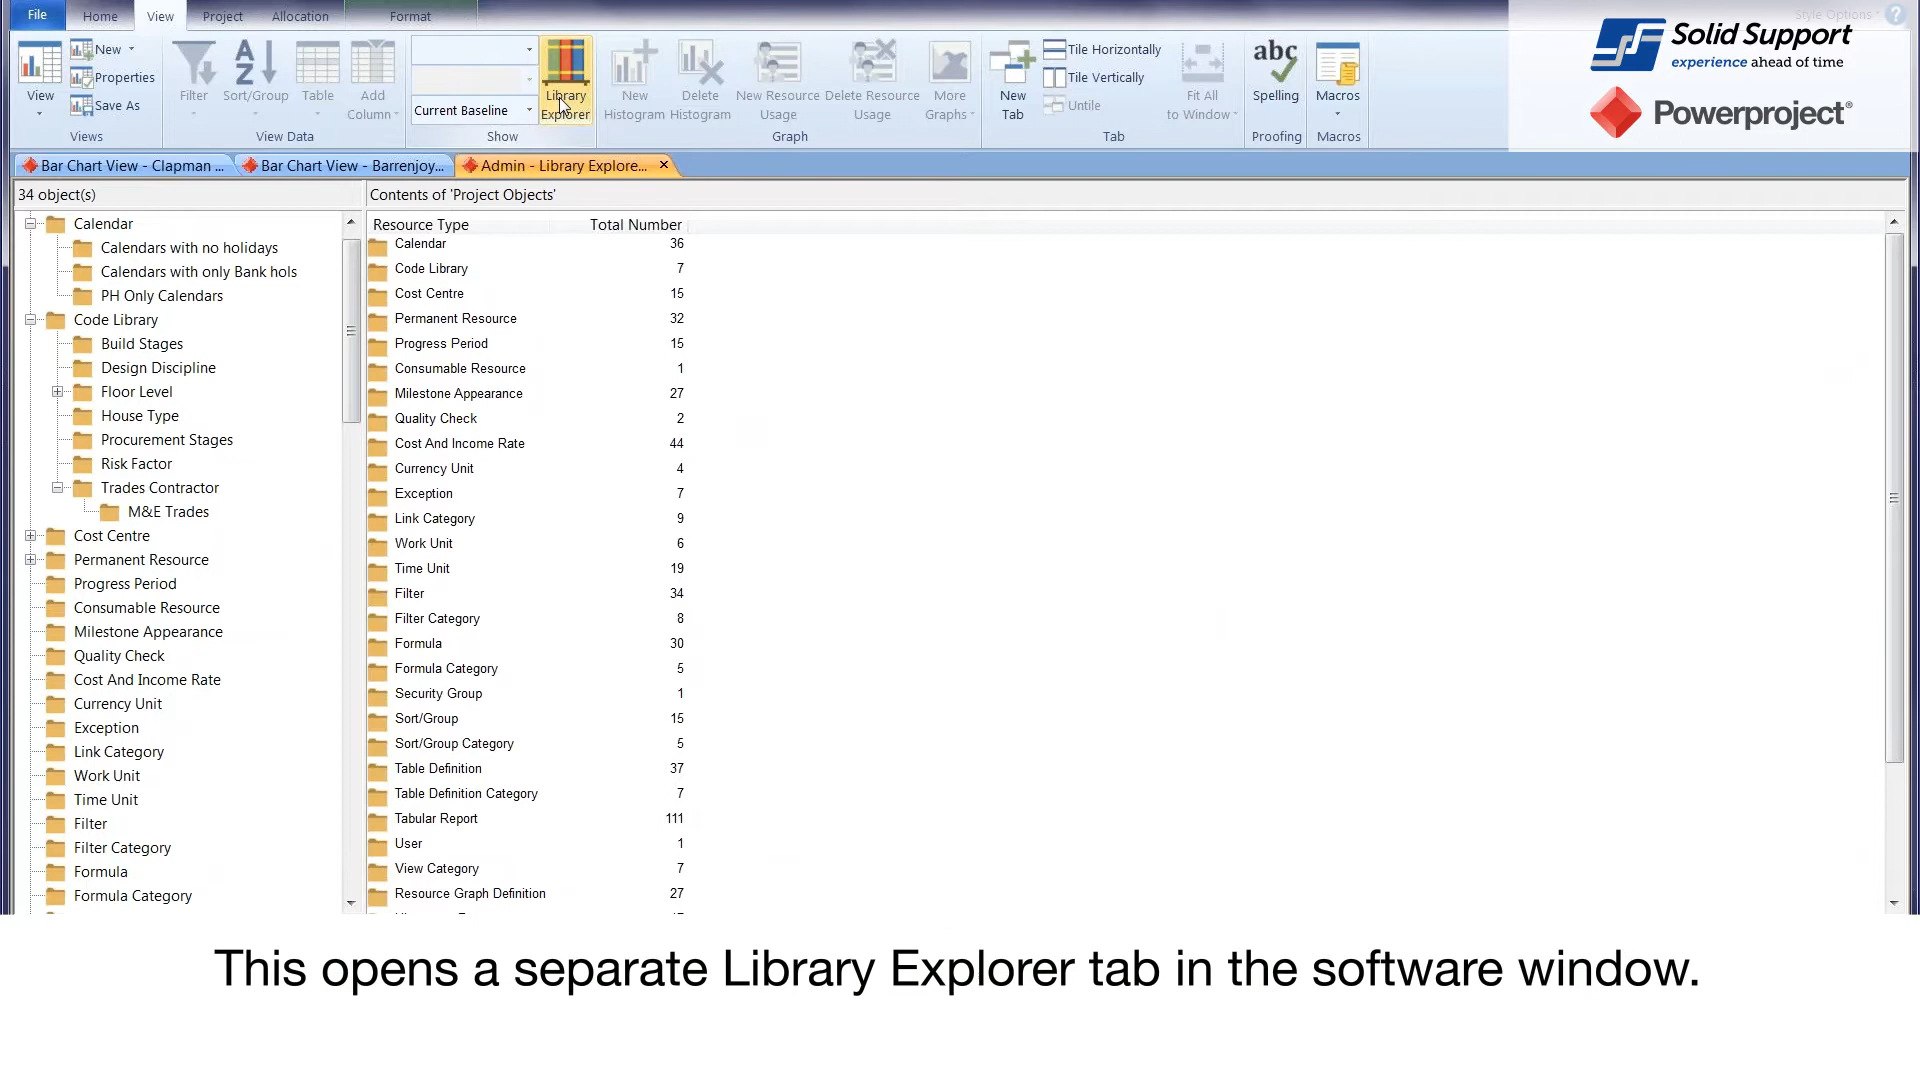 File Home View Project Allocation Format Style Options
New
Properties
Save As
View
Views
Filter Sort/Group Table Add Column
View Data
Current Baseline
Library Explorer
Show
New Histogram Delete Histogram New Resource Usage Delete Resource Usage More Graphs
Graph
New Tab
Tile Horizontally
Tile Vertically
Untile
Fit All to Window
Tab
abc
Spelling
Proofing
Macros
Macros
Solid Support
experience ahead of time
Powerproject®
Bar Chart View - Clapman ... Bar Chart View - Barrenjoy... Admin - Library Explore...
34 object(s)
Calendar
Calendars with no holidays
Calendars with only Bank hols
PH Only Calendars
Code Library
Build Stages
Design Discipline
Floor Level
House Type
Procurement Stages
Risk Factor
Trades Contractor
M&E Trades
Cost Centre
Permanent Resource
Progress Period
Consumable Resource
Milestone Appearance
Quality Check
Cost And Income Rate
Currency Unit
Exception
Link Category
Work Unit
Time Unit
Filter
Filter Category
Formula
Formula Category
Contents of 'Project Objects'
Resource Type Total Number
Calendar 36
Code Library 7
Cost Centre 15
Permanent Resource 32
Progress Period 15
Consumable Resource 1
Milestone Appearance 27
Quality Check 2
Cost And Income Rate 44
Currency Unit 4
Exception 7
Link Category 9
Work Unit 6
Time Unit 19
Filter 34
Filter Category 8
Formula 30
Formula Category 5
Security Group 1
Sort/Group 15
Sort/Group Category 5
Table Definition 37
Table Definition Category 7
Tabular Report 111
User 1
View Category 7
Resource Graph Definition 27
This opens a separate Library Explorer tab in the software window.